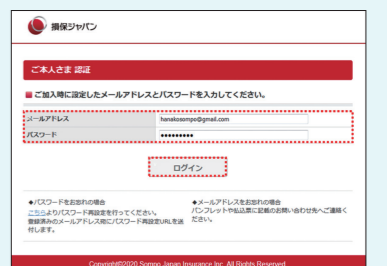 損保ジャパン
ご本人さま 認証
ご加入時に設定したメールアドレスとパスワードを入力してください。
メールアドレス hanakosompo@gmail.com
パスワード ●●●●●●●●●
ログイン
◆パスワードをお忘れの場合
こちらよりパスワード再設定を行ってください。
登録済みのメールアドレス宛にパスワード再設定URLを送
付します。
◆メールアドレスをお忘れの場合
パンフレットや払込票に記載のお問い合わせ先へご連絡く
ださい。
Copyright©2020 Sompo Japan Insurance Inc. All Rights Reserved